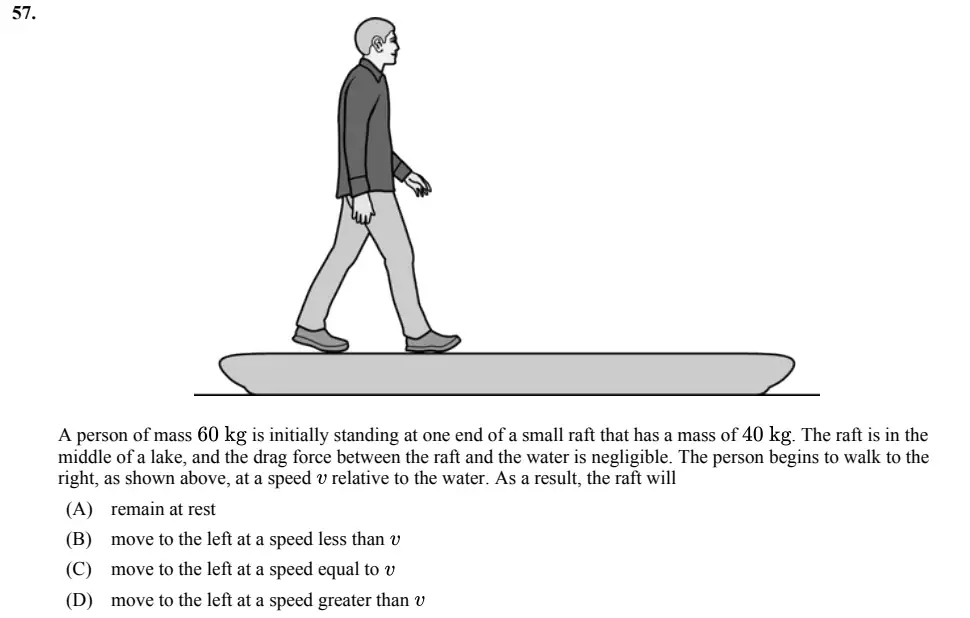 57.
A person of mass 60 kg is initially standing at one end of a small raft that has a mass of 40 kg. The raft is in the
middle of a lake, and the drag force between the raft and the water is negligible. The person begins to walk to the
right, as shown above, at a speed v relative to the water. As a result, the raft will
(A) remain at rest
(B) move to the left at a speed less than v
(C) move to the left at a speed equal to v
(D) move to the left at a speed greater than v